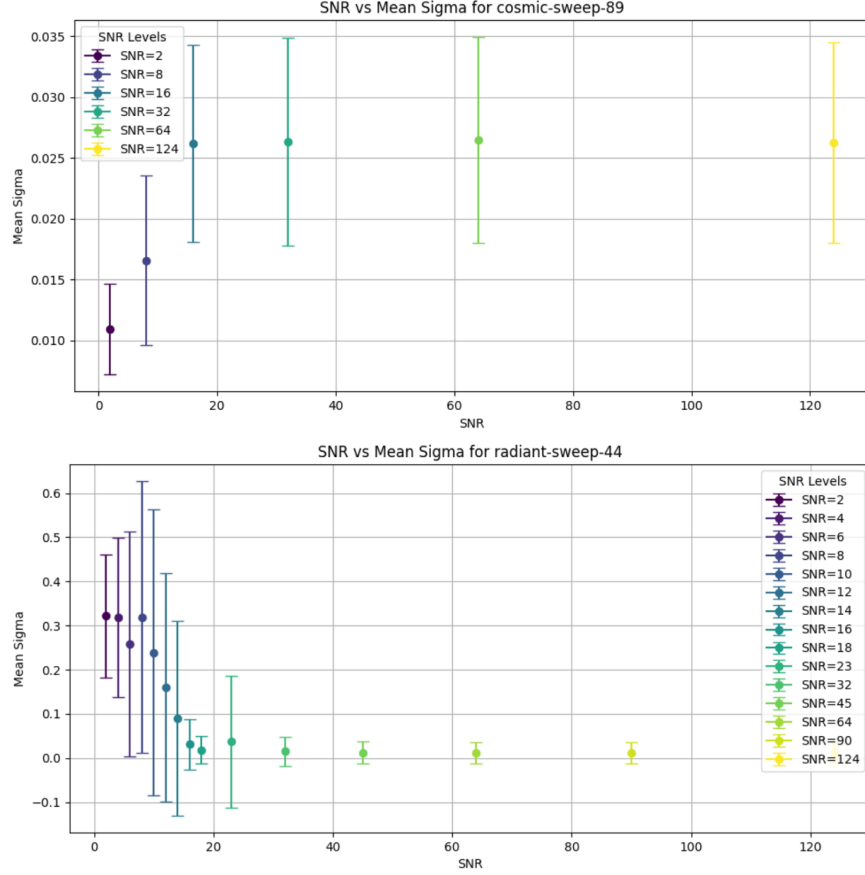 SNR vs Mean Sigma for cosmic-sweep-89
0.035
0.030
0.025
0.020
0.015
0.010
Mean Sigma
SNR Levels
SNR=2
SNR=8
SNR=16
SNR=32
SNR=64
SNR=124
0 20 40 60 80 100 120
SNR
SNR vs Mean Sigma for radiant-sweep-44
0.6
0.5
0.4
0.3
0.2
0.1
0.0
−0.1
Mean Sigma
SNR Levels
SNR=2
SNR=4
SNR=6
SNR=8
SNR=10
SNR=12
SNR=14
SNR=16
SNR=18
SNR=23
SNR=32
SNR=45
SNR=64
SNR=90
SNR=124
0 20 40 60 80 100 120
SNR